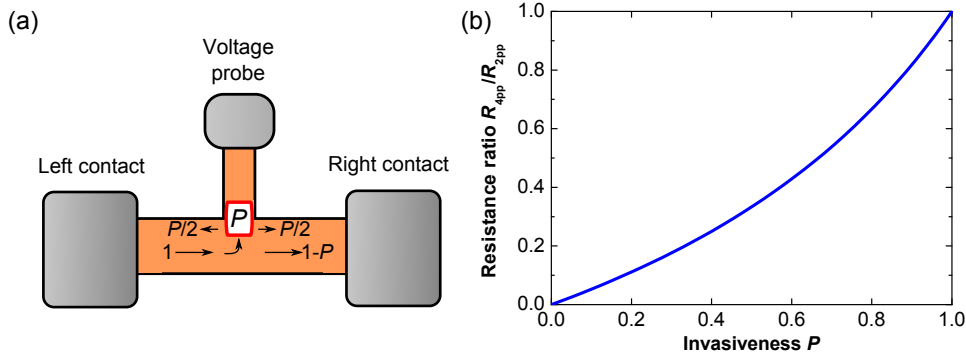 (a)
Voltage
probe
Left contact
Right contact
P
P/2
P/2
1
1-P
(b)
Resistance ratio R4pp/R2pp
1.0
0.8
0.6
0.4
0.2
0.0
0.0 0.2 0.4 0.6 0.8 1.0
Invasiveness P